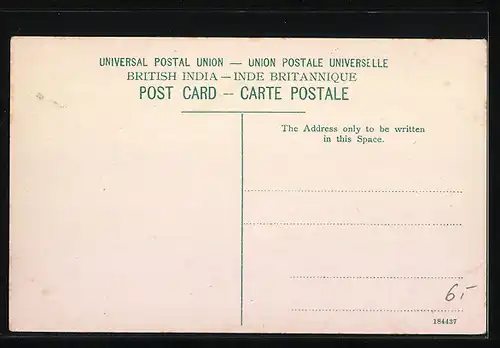 UNIVERSAL POSTAL UNION — UNION POSTALE UNIVERSELLE
BRITISH INDIA — INDE BRITANNIQUE
POST CARD -- CARTE POSTALE
The Address only to be written
in this Space.
6,-
184437